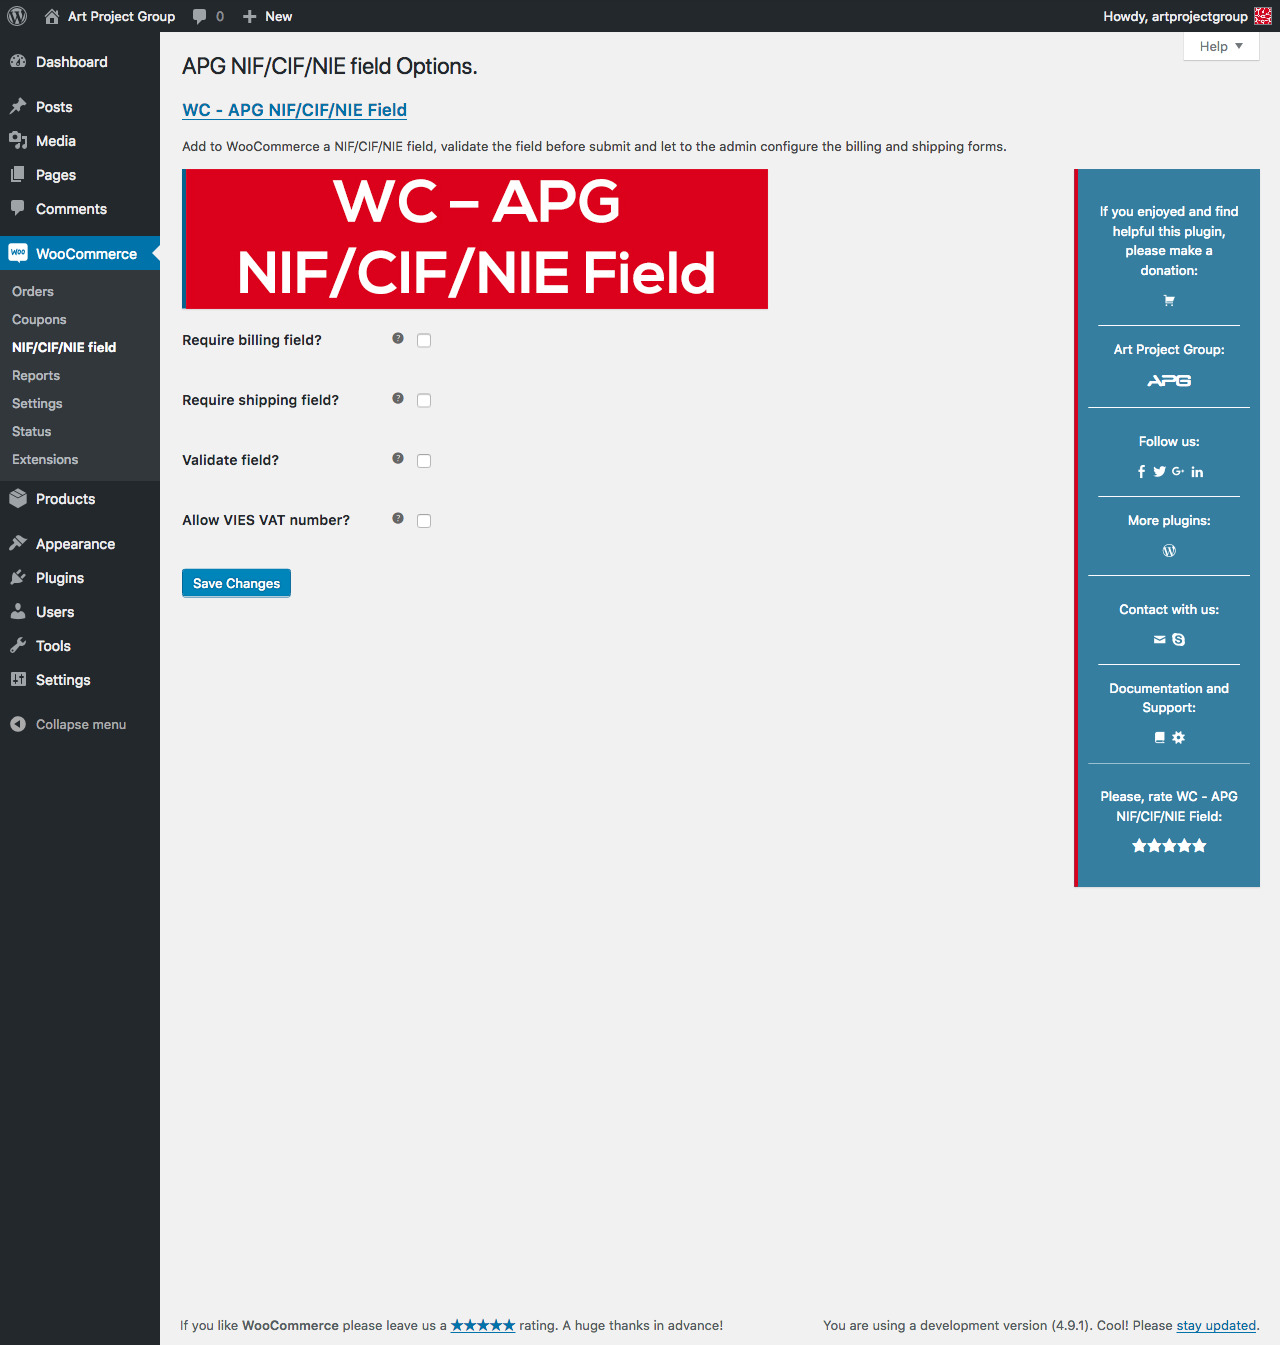 Art Project Group
0
New
Howdy, artprojectgroup
Help
Dashboard
Posts
Media
Pages
Comments
WooCommerce
Orders
Coupons
NIF/CIF/NIE field
Reports
Settings
Status
Extensions
Products
Appearance
Plugins
Users
Tools
Settings
Collapse menu
APG NIF/CIF/NIE field Options.
WC - APG NIF/CIF/NIE Field
Add to WooCommerce a NIF/CIF/NIE field, validate the field before submit and let to the admin configure the billing and shipping forms.
WC – APG
NIF/CIF/NIE Field
Require billing field?
Require shipping field?
Validate field?
Allow VIES VAT number?
Save Changes
If you enjoyed and find
helpful this plugin,
please make a
donation:
Art Project Group:
APG
Follow us:
More plugins:
Contact with us:
Documentation and
Support:
Please, rate WC - APG
NIF/CIF/NIE Field:
If you like WooCommerce please leave us a ★★★★★ rating. A huge thanks in advance!
You are using a development version (4.9.1). Cool! Please stay updated.